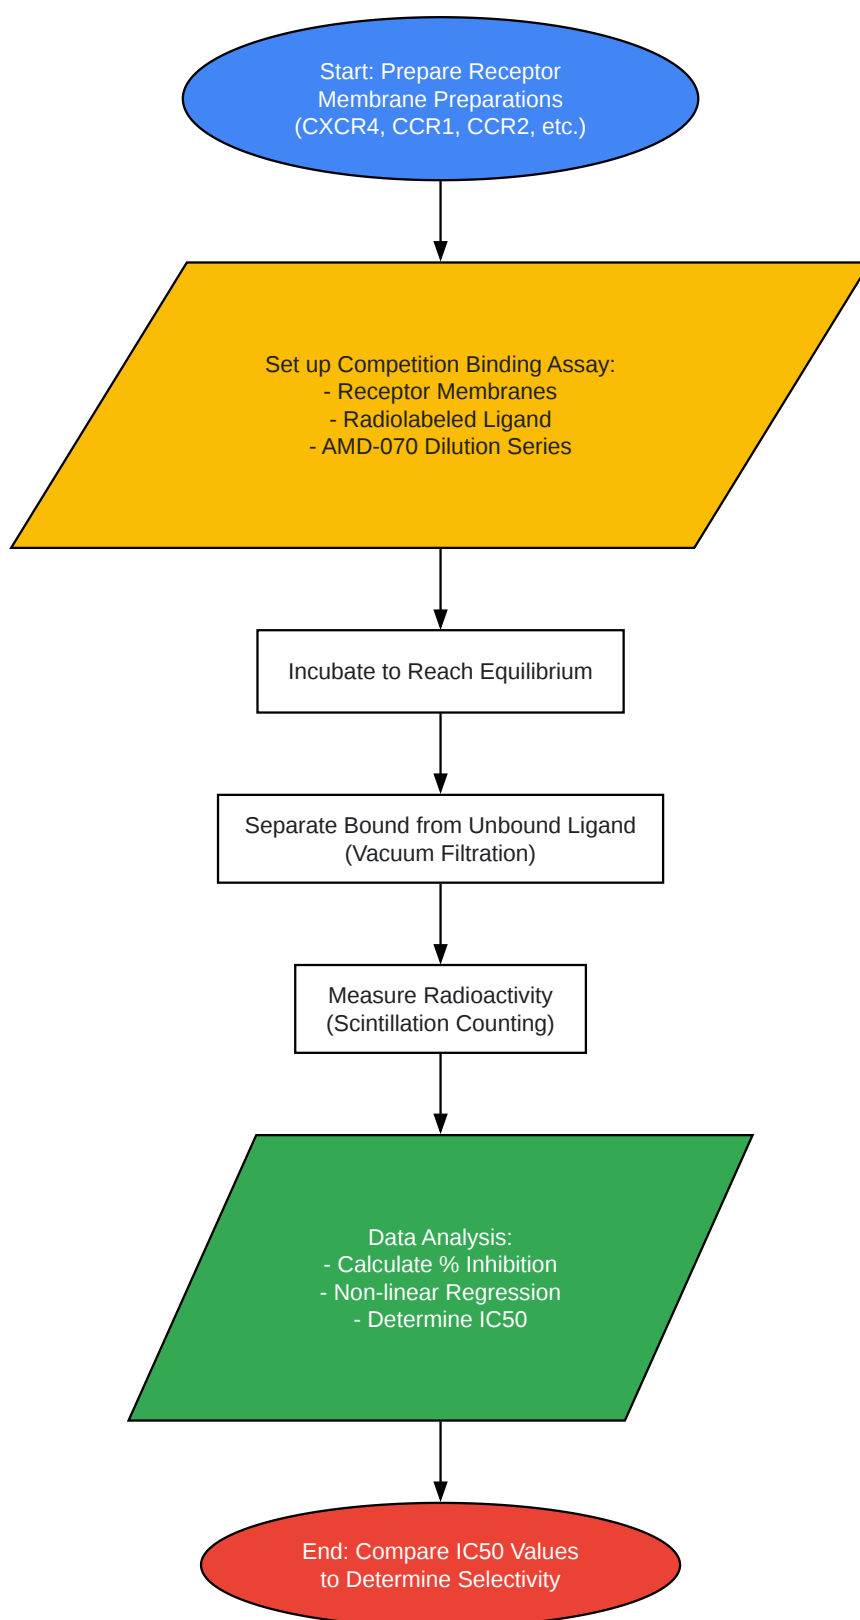 Start: Prepare Receptor
Membrane Preparations
(CXCR4, CCR1, CCR2, etc.)
Set up Competition Binding Assay:
- Receptor Membranes
- Radiolabeled Ligand
- AMD-070 Dilution Series
Incubate to Reach Equilibrium
Separate Bound from Unbound Ligand
(Vacuum Filtration)
Measure Radioactivity
(Scintillation Counting)
Data Analysis:
- Calculate % Inhibition
- Non-linear Regression
- Determine IC50
End: Compare IC50 Values
to Determine Selectivity